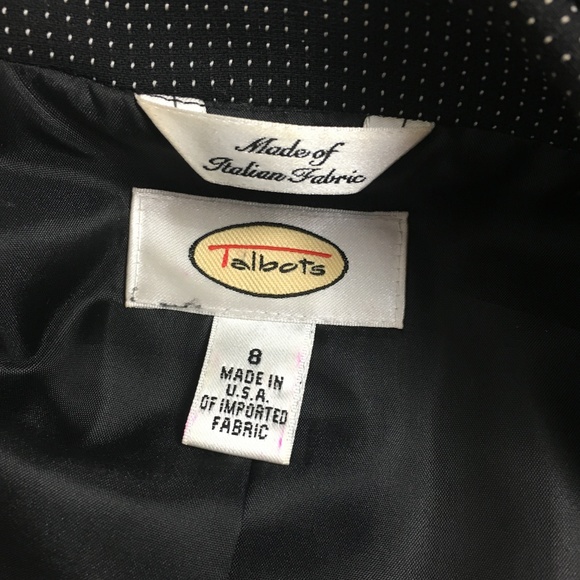 Made of
Italian Fabric
Talbots
8
MADE IN
U.S.A.
OF IMPORTED
FABRIC